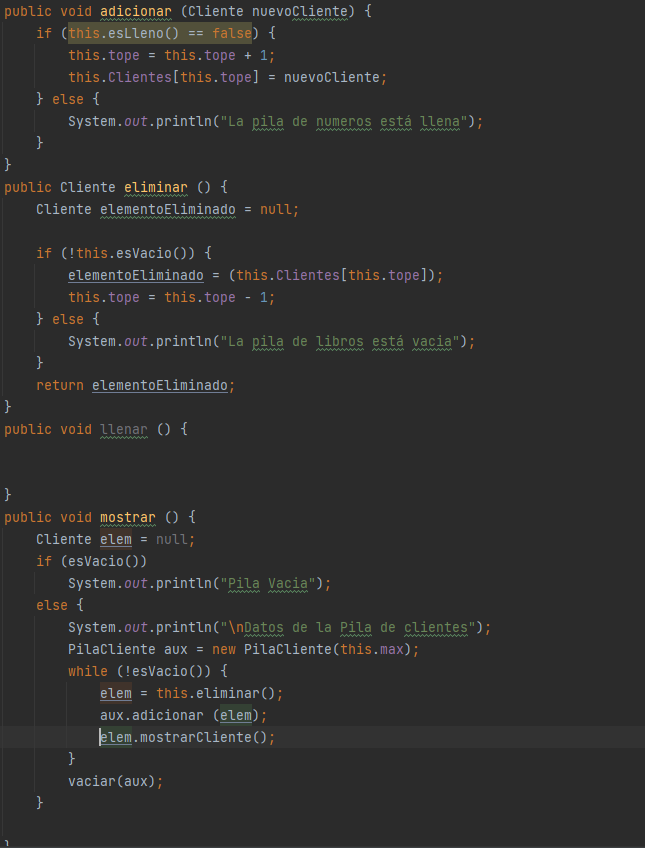 public void adicionar (Cliente nuevoCliente) {
if (this.esLleno() == false) {
this.tope = this.tope + 1;
this.Clientes[this.tope] = nuevoCliente;
} else {
System.out.println("La pila de numeros está llena");
}
}
public Cliente eliminar () {
Cliente elementoEliminado = null;
if (!this.esVacio()) {
elementoEliminado = (this.Clientes[this.tope]);
this.tope = this.tope - 1;
} else {
System.out.println("La pila de libros está vacia");
}
return elementoEliminado;
}
public void llenar () {
}
public void mostrar () {
Cliente elem = null;
if (esVacio())
System.out.println("Pila Vacia");
else {
System.out.println("\nDatos de la Pila de clientes");
PilaCliente aux = new PilaCliente(this.max);
while (!esVacio()) {
elem = this.eliminar();
aux.adicionar (elem);
elem.mostrarCliente();
}
vaciar(aux);
}
}